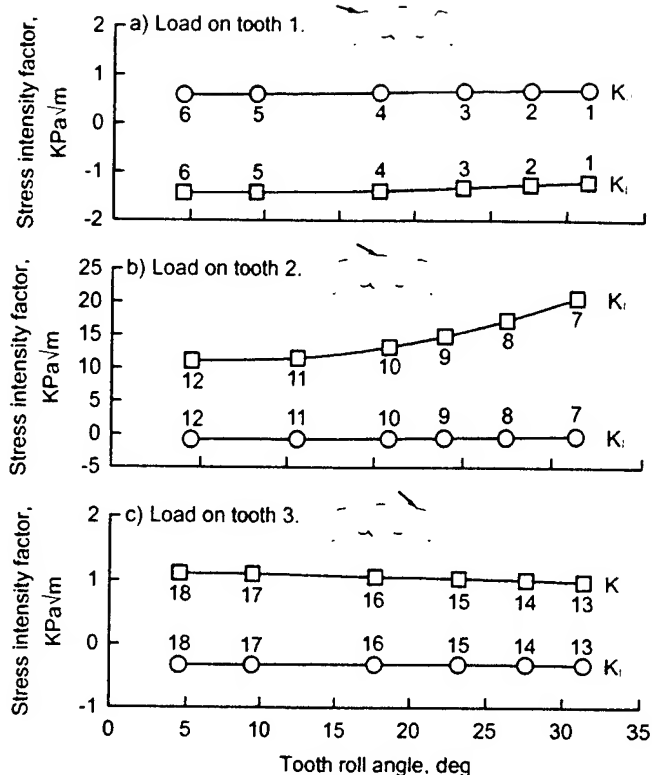 a) Load on tooth 1.
Stress intensity factor,
KPa√m
2
1
0
-1
-2
6 5 4 3 2 1
K
6 5 4 3 2 1
K
b) Load on tooth 2.
Stress intensity factor,
KPa√m
25
20
15
10
5
0
-5
12 11 10 9 8 7
K
12 11 10 9 8 7
K
c) Load on tooth 3.
Stress intensity factor,
KPa√m
2
1
0
-1
18 17 16 15 14 13
K
18 17 16 15 14 13
K
0 5 10 15 20 25 30 35
Tooth roll angle, deg